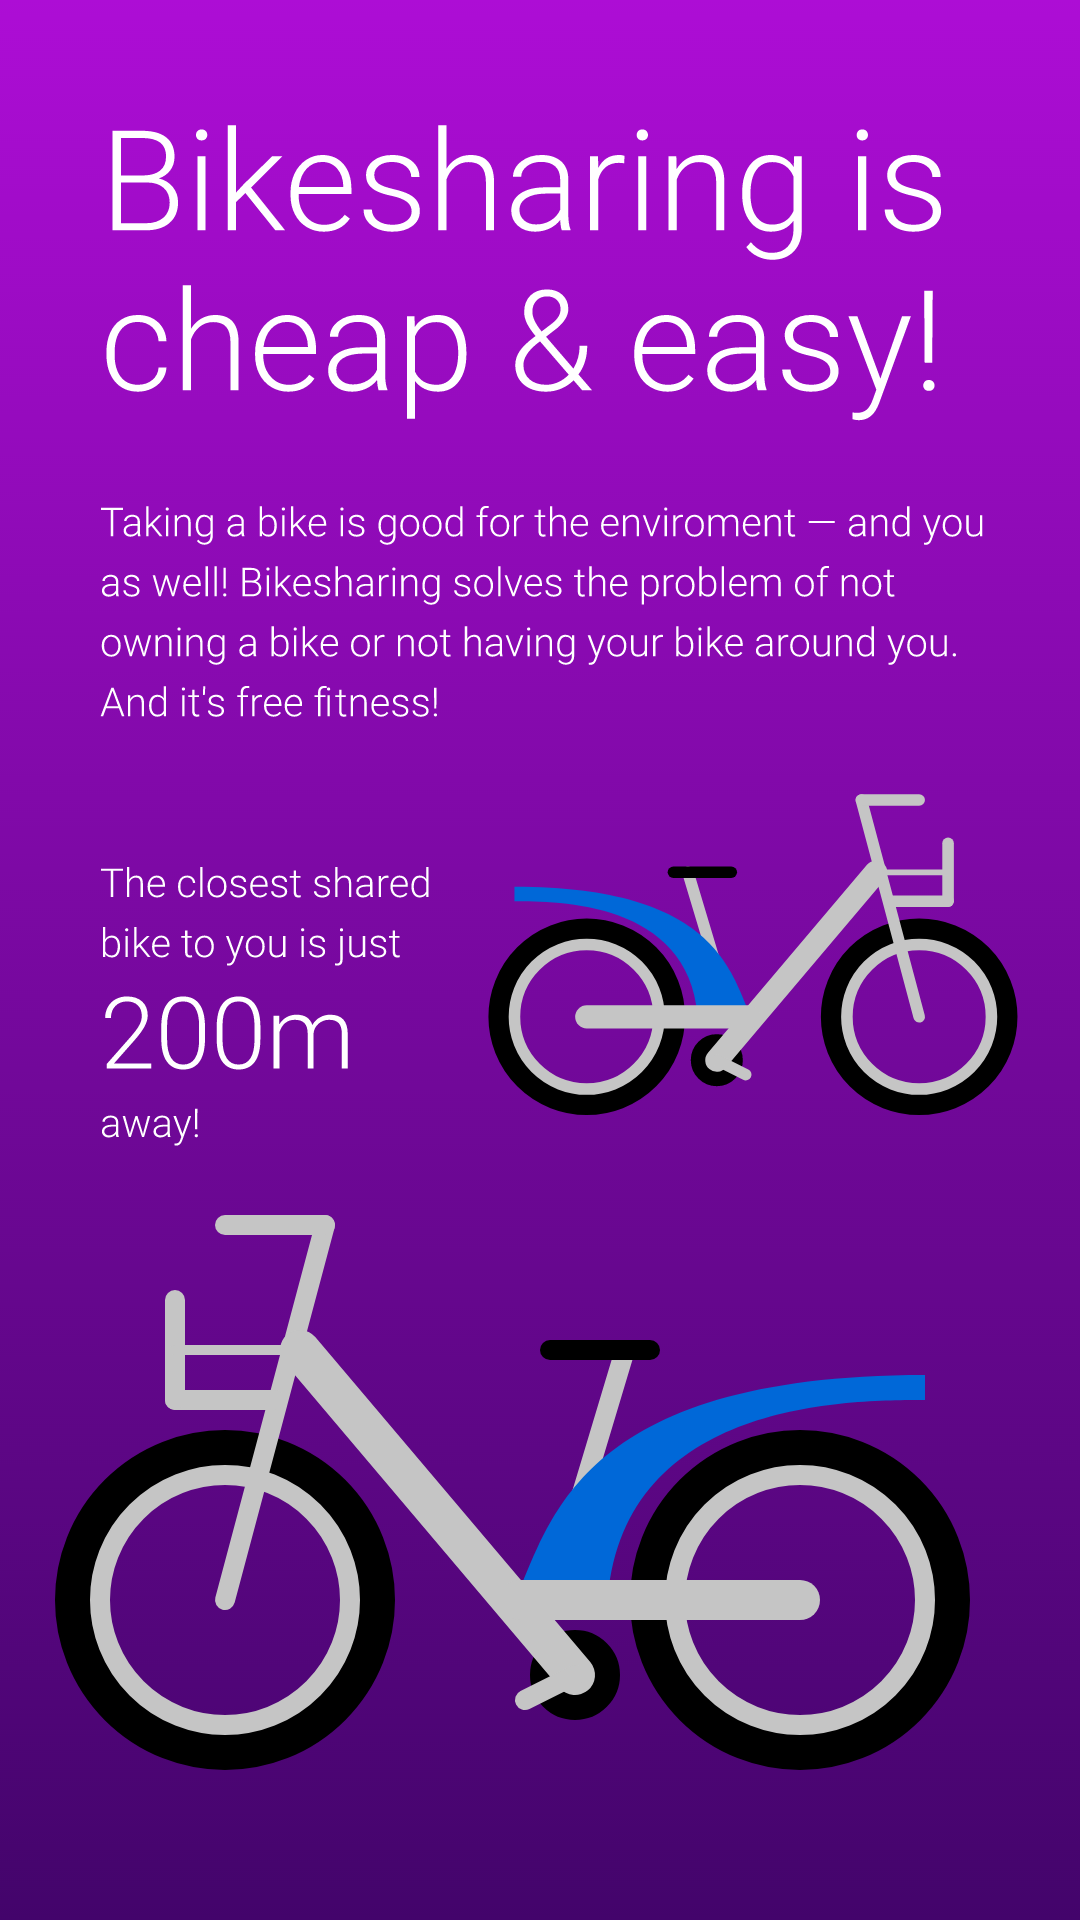 Bikesharing is
cheap & easy!
Taking a bike is good for the enviroment — and you
as well! Bikesharing solves the problem of not
owning a bike or not having your bike around you.
And it's free fitness!
The closest shared
bike to you is just
200m
away!